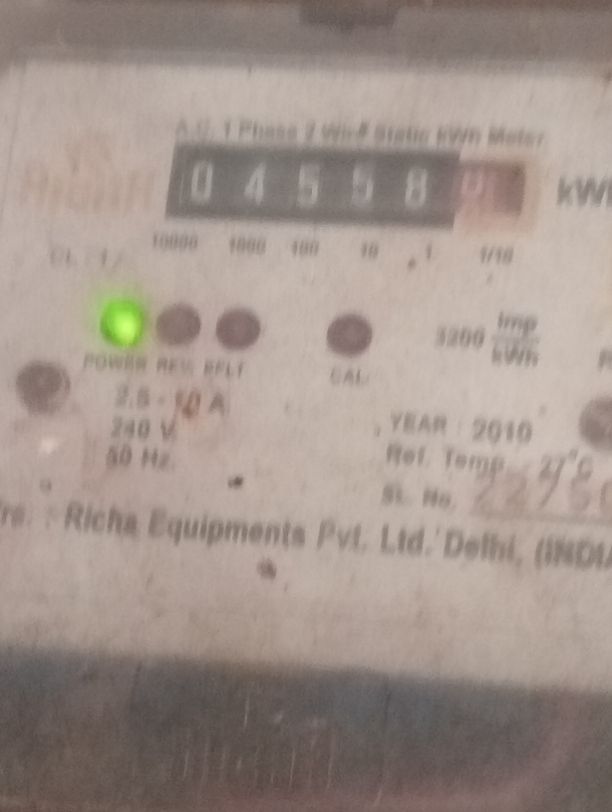 A.C. 1 Phase 2 Wire Static kWh Meter
0 4 5 5 8
10000 1000 100 10 1 1/10
3200 imp
kWh
POWER REV. EFLT
CAL.
2.5 - 10 A
240 V.
50 Hz.
YEAR : 2010
Ref. Temp. : 27°C
SL. No.
Richa Equipments Pvt. Ltd. Delhi,